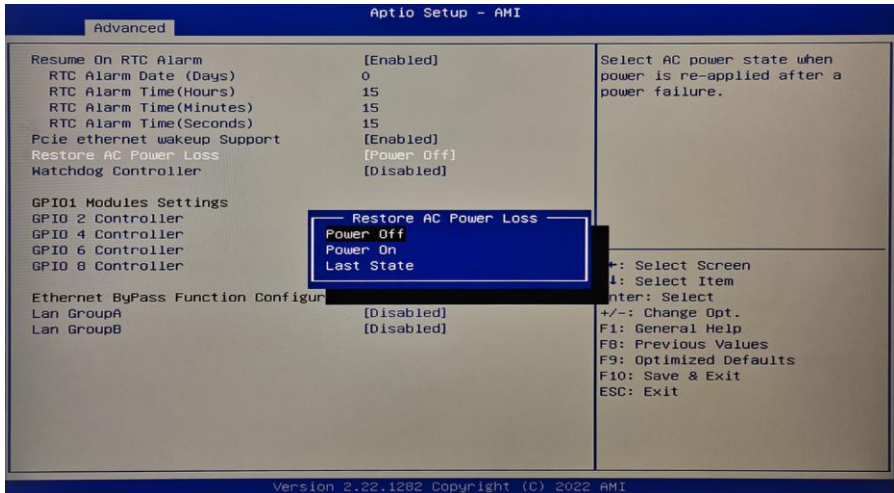 Aptio Setup – AMI
Advanced
Resume On RTC Alarm [Enabled]
RTC Alarm Date (Days) 0
RTC Alarm Time(Hours) 15
RTC Alarm Time(Minutes) 15
RTC Alarm Time(Seconds) 15
Pcie ethernet wakeup Support [Enabled]
Restore AC Power Loss [Power Off]
Watchdog Controller [Disabled]
GPIO1 Modules Settings
GPIO 2 Controller
GPIO 4 Controller
GPIO 6 Controller
GPIO 8 Controller
Ethernet ByPass Function Configur
Lan GroupA [Disabled]
Lan GroupB [Disabled]
Restore AC Power Loss
Power Off
Power On
Last State
Select AC power state when
power is re-applied after a
power failure.
←: Select Screen
↓: Select Item
nter: Select
+/-: Change Opt.
F1: General Help
F8: Previous Values
F9: Optimized Defaults
F10: Save & Exit
ESC: Exit
Version 2.22.1282 Copyright (C) 2022 AMI